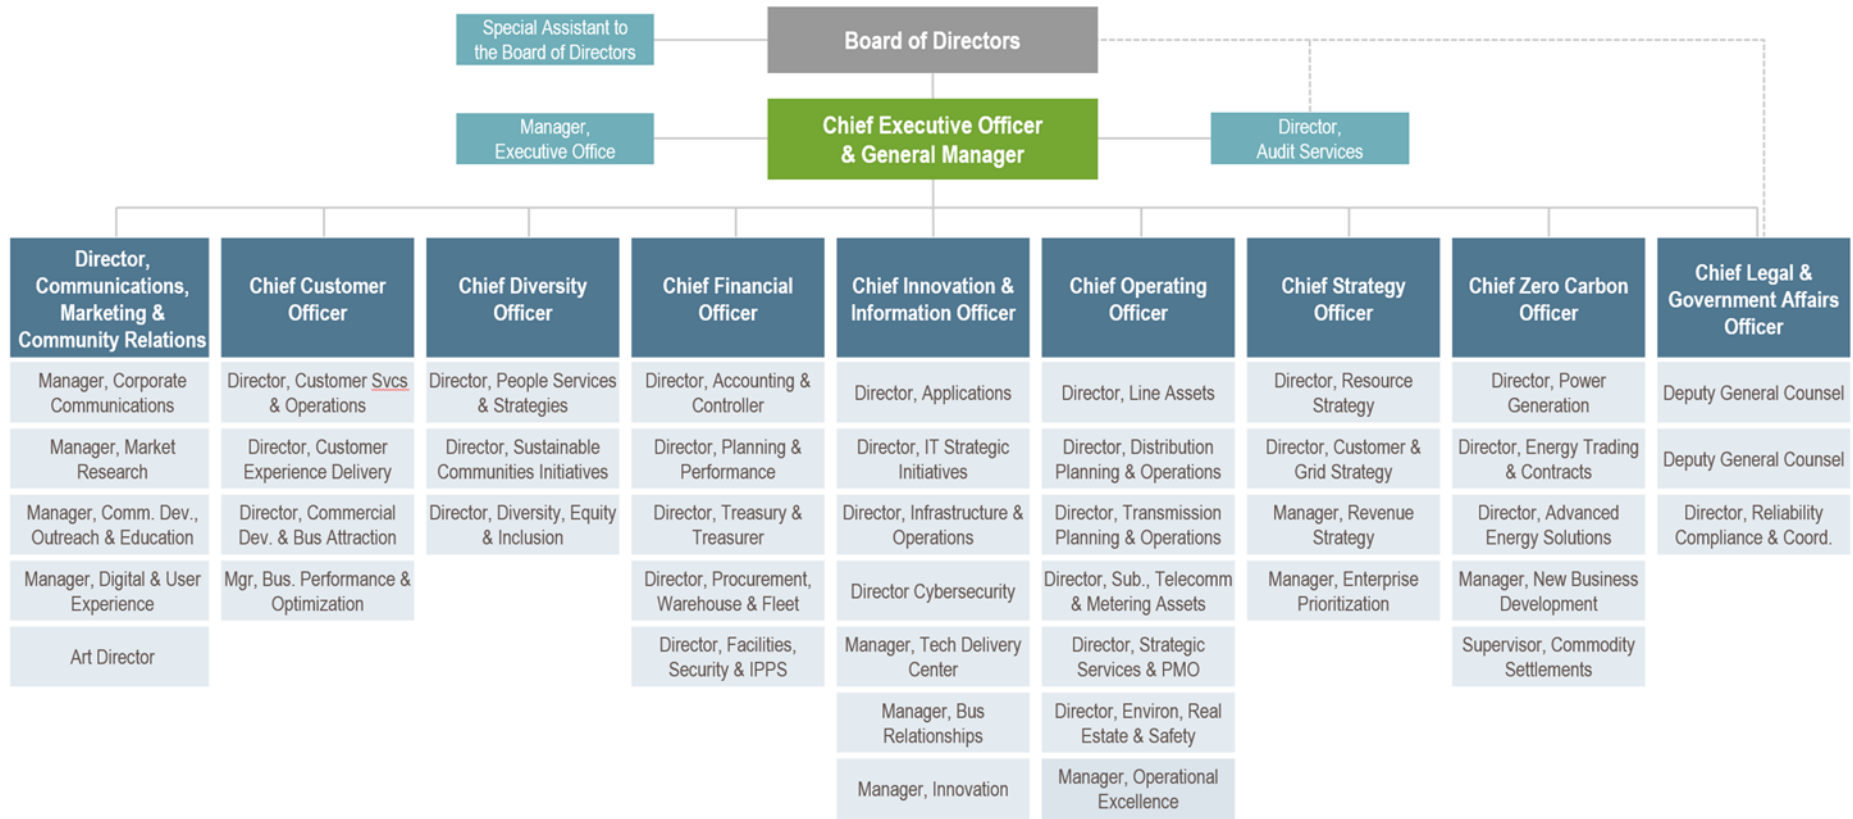 Special Assistant to
the Board of Directors
Board of Directors
Manager,
Executive Office
Chief Executive Officer
& General Manager
Director,
Audit Services
Director,
Communications,
Marketing &
Community Relations
Manager, Corporate
Communications
Manager, Market
Research
Manager, Comm. Dev.,
Outreach & Education
Manager, Digital & User
Experience
Art Director
Chief Customer
Officer
Director, Customer Svcs
& Operations
Director, Customer
Experience Delivery
Director, Commercial
Dev. & Bus Attraction
Mgr, Bus. Performance &
Optimization
Chief Diversity
Officer
Director, People Services
& Strategies
Director, Sustainable
Communities Initiatives
Director, Diversity, Equity
& Inclusion
Chief Financial
Officer
Director, Accounting &
Controller
Director, Planning &
Performance
Director, Treasury &
Treasurer
Director, Procurement,
Warehouse & Fleet
Director, Facilities,
Security & IPPS
Chief Innovation &
Information Officer
Director, Applications
Director, IT Strategic
Initiatives
Director, Infrastructure &
Operations
Director Cybersecurity
Manager, Tech Delivery
Center
Manager, Bus
Relationships
Manager, Innovation
Chief Operating
Officer
Director, Line Assets
Director, Distribution
Planning & Operations
Director, Transmission
Planning & Operations
Director, Sub., Telecomm
& Metering Assets
Director, Strategic
Services & PMO
Director, Environ, Real
Estate & Safety
Manager, Operational
Excellence
Chief Strategy
Officer
Director, Resource
Strategy
Director, Customer &
Grid Strategy
Manager, Revenue
Strategy
Manager, Enterprise
Prioritization
Chief Zero Carbon
Officer
Director, Power
Generation
Director, Energy Trading
& Contracts
Director, Advanced
Energy Solutions
Manager, New Business
Development
Supervisor, Commodity
Settlements
Chief Legal &
Government Affairs
Officer
Deputy General Counsel
Deputy General Counsel
Director, Reliability
Compliance & Coord.